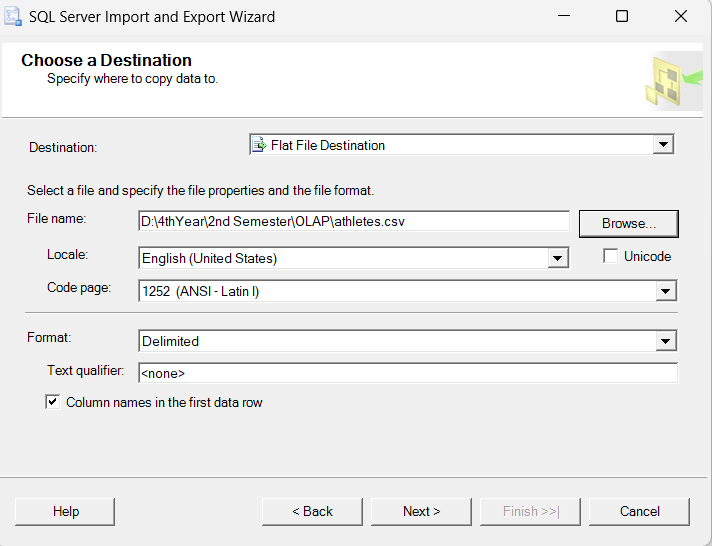 SQL Server Import and Export Wizard
Choose a Destination
Specify where to copy data to.
Destination: Flat File Destination
Select a file and specify the file properties and the file format.
File name: D:\4thYear\2nd Semester\OLAP\athletes.csv Browse...
Locale: English (United States) Unicode
Code page: 1252 (ANSI - Latin I)
Format: Delimited
Text qualifier: <none>
Column names in the first data row
Help < Back Next > Finish >>| Cancel